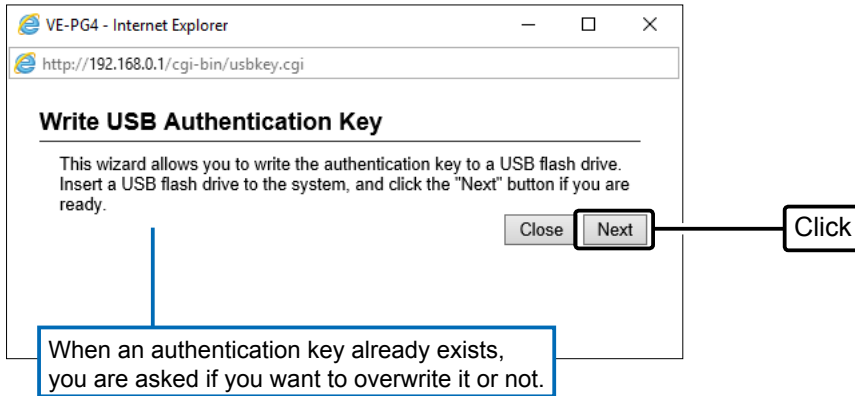 VE-PG4 - Internet Explorer
http://192.168.0.1/cgi-bin/usbkey.cgi
Write USB Authentication Key
This wizard allows you to write the authentication key to a USB flash drive.
Insert a USB flash drive to the system, and click the "Next" button if you are
ready.
Close Next
Click
When an authentication key already exists,
you are asked if you want to overwrite it or not.